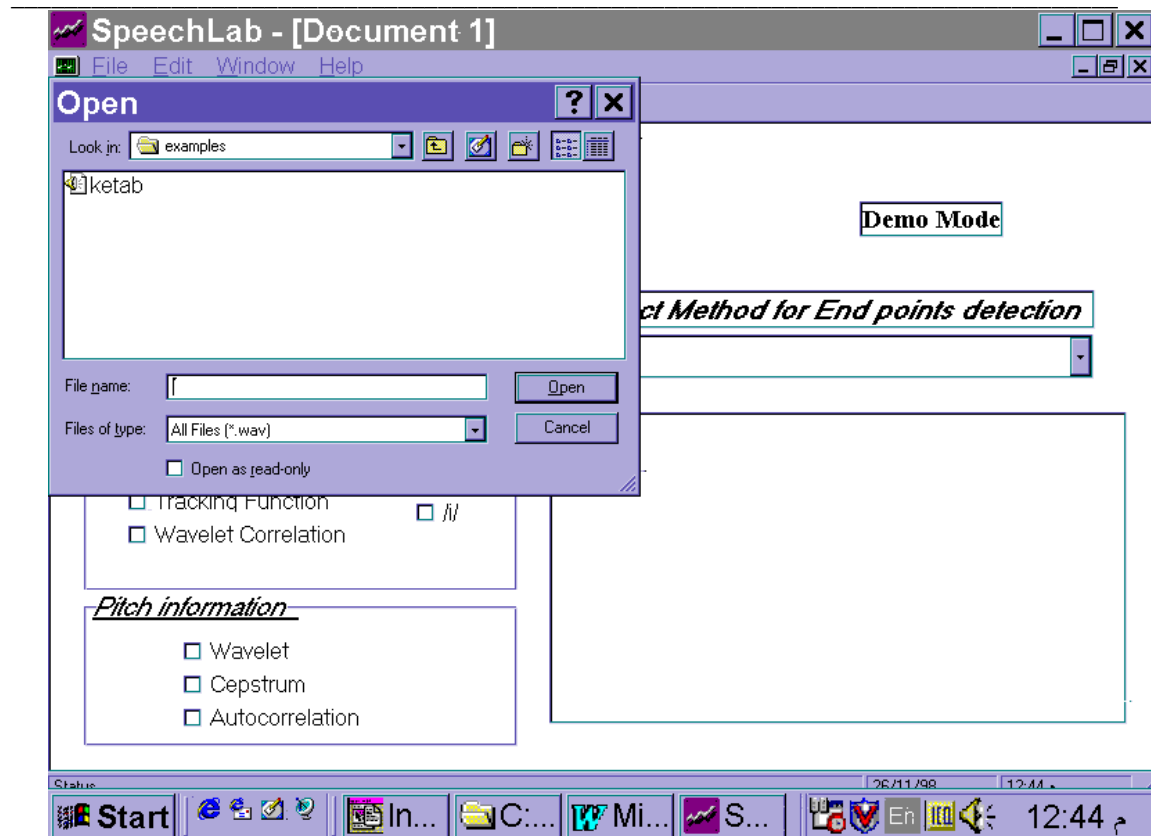 SpeechLab - [Document 1]
File Edit Window Help
Open
Look in: examples
ketab
Demo Mode
ct Method for End points detection
File name:
Open
Files of type: All Files (*.wav)
Cancel
Open as read-only
Tracking Function
/i/
Wavelet Correlation
Pitch information
Wavelet
Cepstrum
Autocorrelation
Status 26/11/98 12:44 م
Start In... C:... Mi... S... En 12:44 م